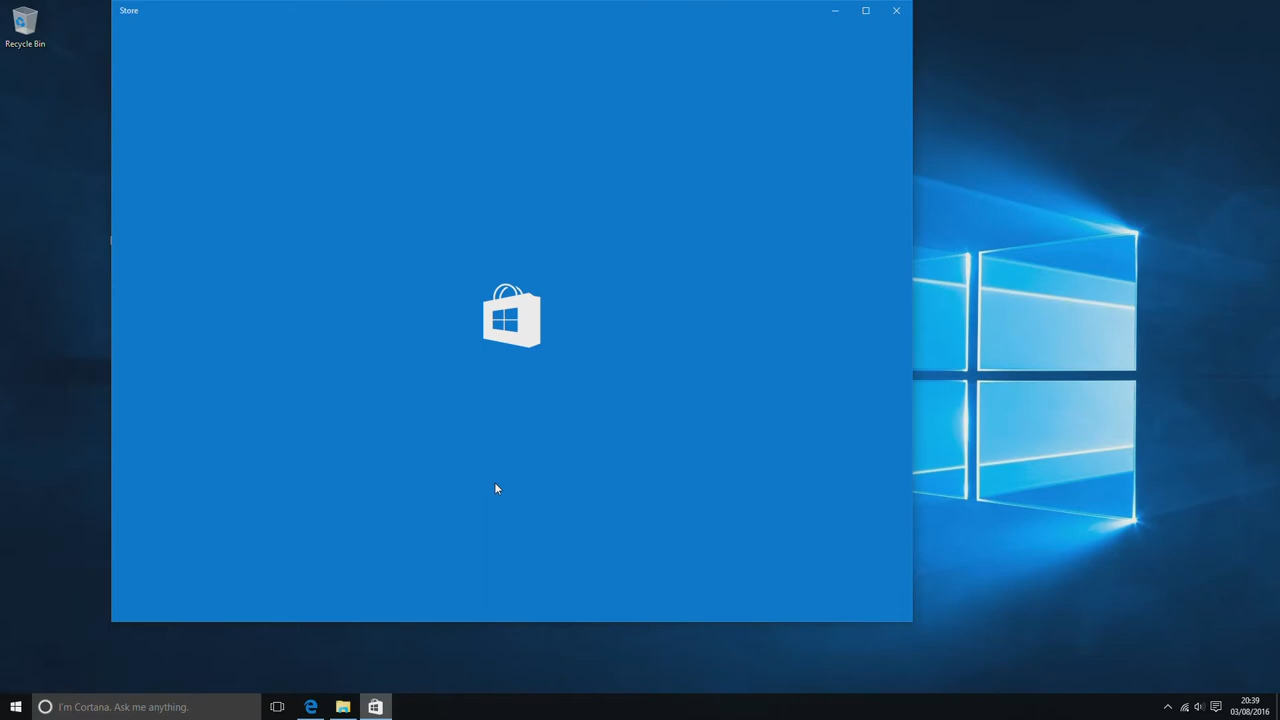 Store
Recycle Bin
I'm Cortana. Ask me anything.
20:39
03/08/2016